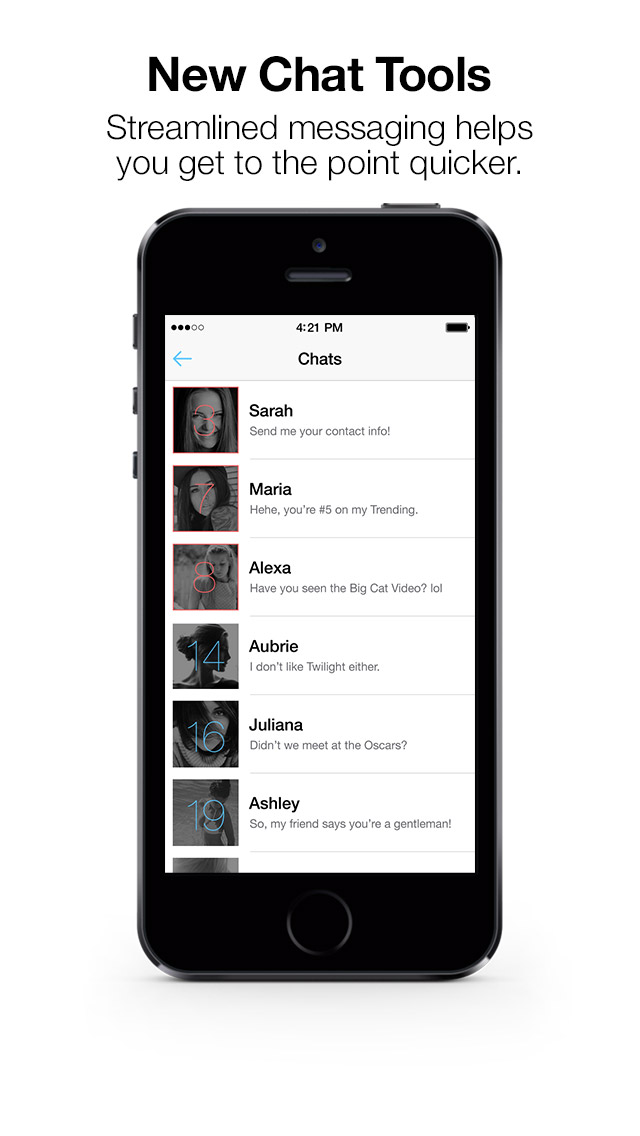 New Chat Tools
Streamlined messaging helps
you get to the point quicker.
4:21 PM
Chats
3
Sarah
Send me your contact info!
7
Maria
Hehe, you're #5 on my Trending.
8
Alexa
Have you seen the Big Cat Video? lol
14
Aubrie
I don't like Twilight either.
16
Juliana
Didn't we meet at the Oscars?
19
Ashley
So, my friend says you're a gentleman!